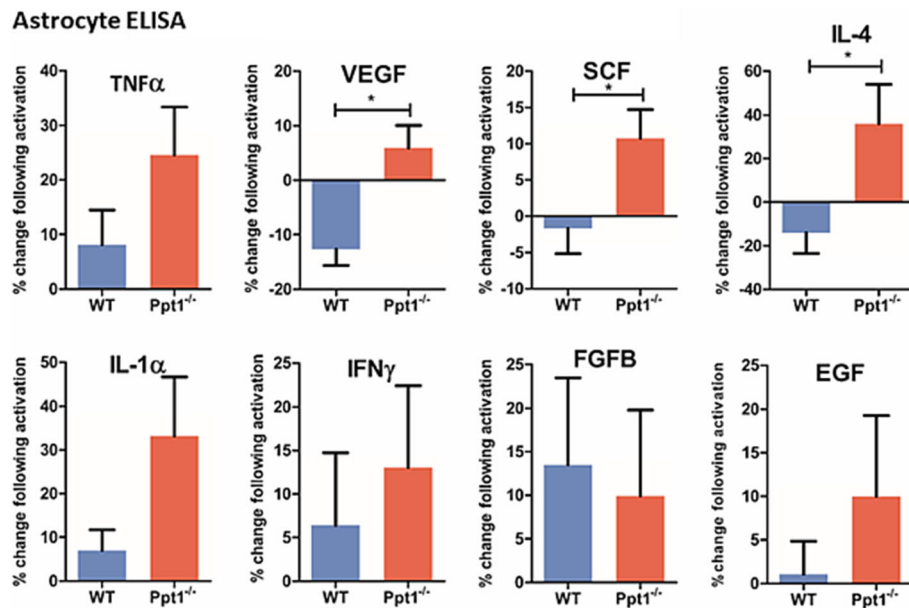 Astrocyte ELISA
TNFα
% change following activation
40
30
20
10
0
WT Ppt1-/-
VEGF
*
% change following activation
20
10
0
-10
-20
WT Ppt1-/-
SCF
*
% change following activation
20
15
10
5
0
-5
-10
WT Ppt1-/-
IL-4
*
% change following activation
60
40
20
0
-20
-40
WT Ppt1-/-
IL-1α
% change following activation
50
40
30
20
10
0
WT Ppt1-/-
IFNγ
% change following activation
25
20
15
10
5
0
WT Ppt1-/-
FGFB
% change following activation
25
20
15
10
5
0
WT Ppt1-/-
EGF
% change following activation
25
20
15
10
5
0
WT Ppt1-/-